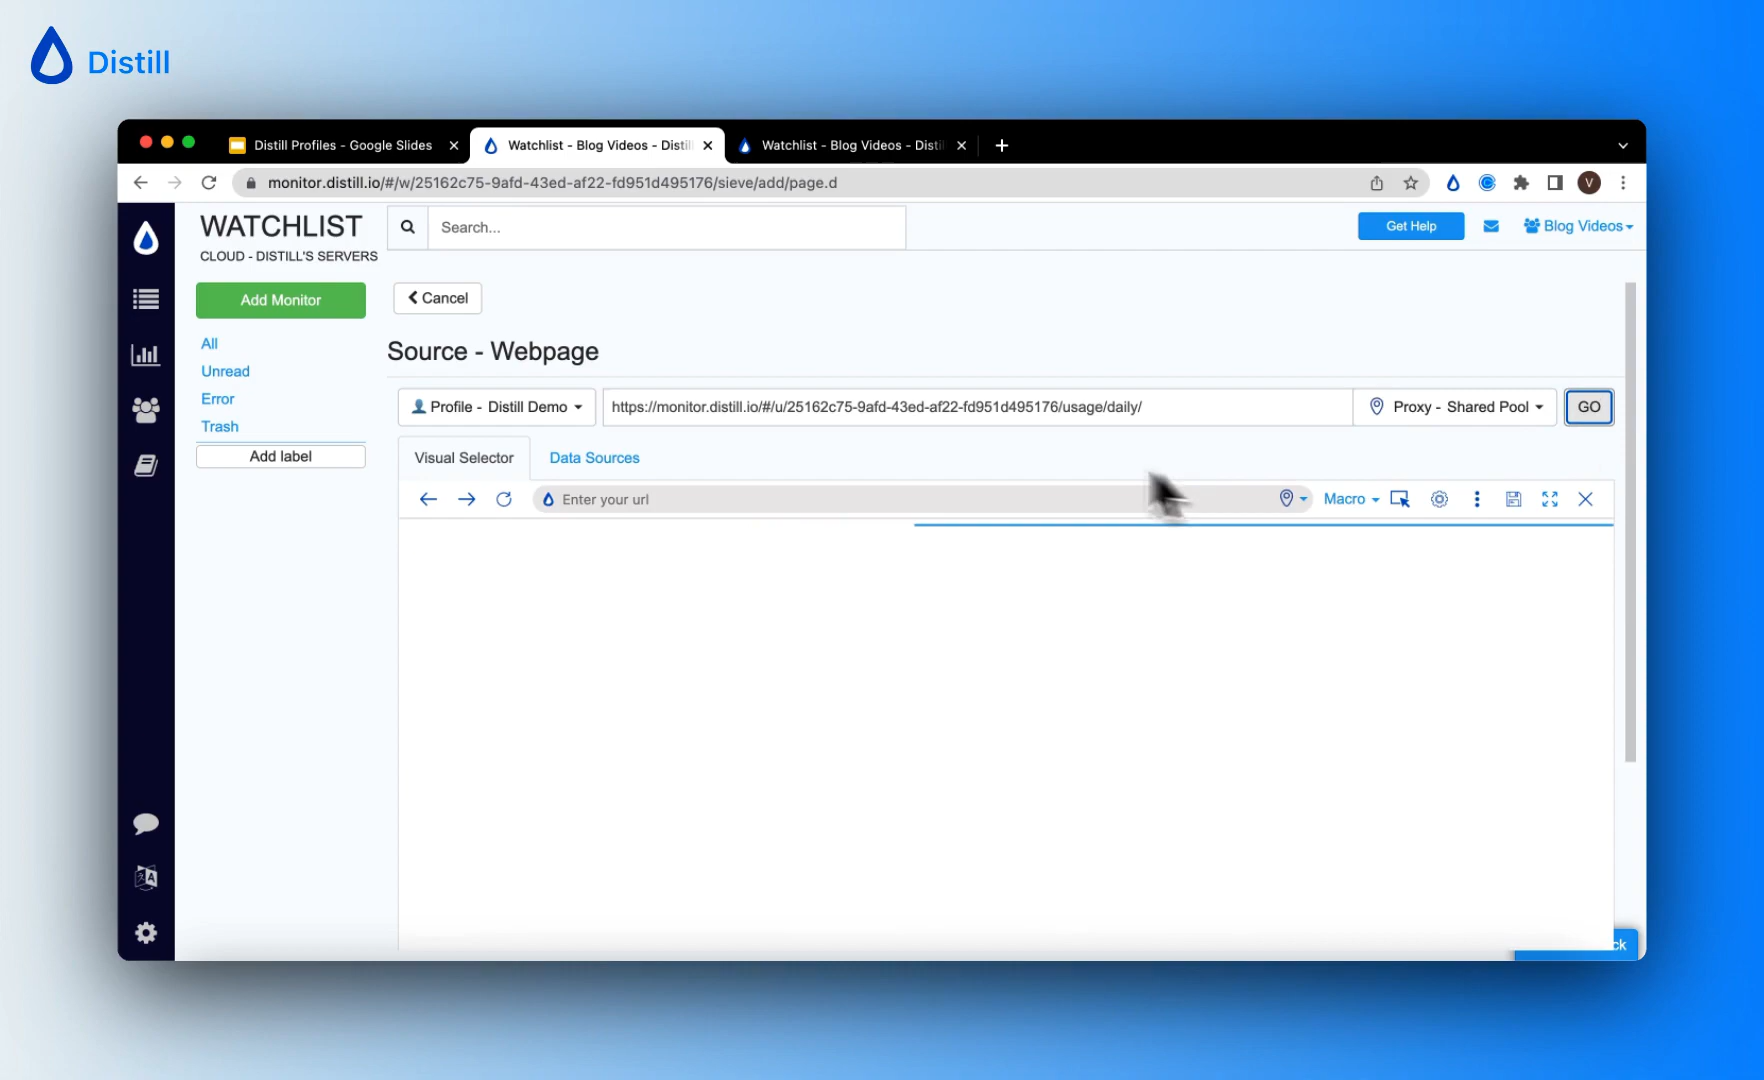 Distill
Distill Profiles - Google Slides
Watchlist - Blog Videos - Distill
Watchlist - Blog Videos - Disti
monitor.distill.io/#/w/25162c75-9afd-43ed-af22-fd951d495176/sieve/add/page.d
V
WATCHLIST
CLOUD - DISTILL'S SERVERS
Search...
Get Help
Blog Videos
Add Monitor
Cancel
All
Unread
Error
Trash
Add label
Source - Webpage
Profile - Distill Demo
https://monitor.distill.io/#/u/25162c75-9afd-43ed-af22-fd951d495176/usage/daily/
Proxy - Shared Pool
GO
Visual Selector
Data Sources
Enter your url
Macro
ck